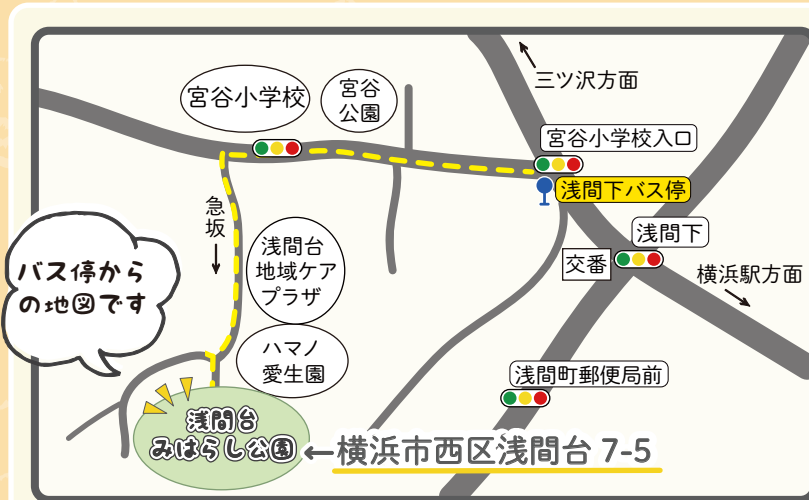 三ツ沢方面
宮谷小学校
宮谷
公園
宮谷小学校入口
浅間下バス停
急坂
浅間下
交番
浅間台
地域ケア
プラザ
横浜駅方面
バス停から
の地図です
ハマノ
愛生園
浅間町郵便局前
浅間台
みはらし公園
←横浜市西区浅間台 7-5